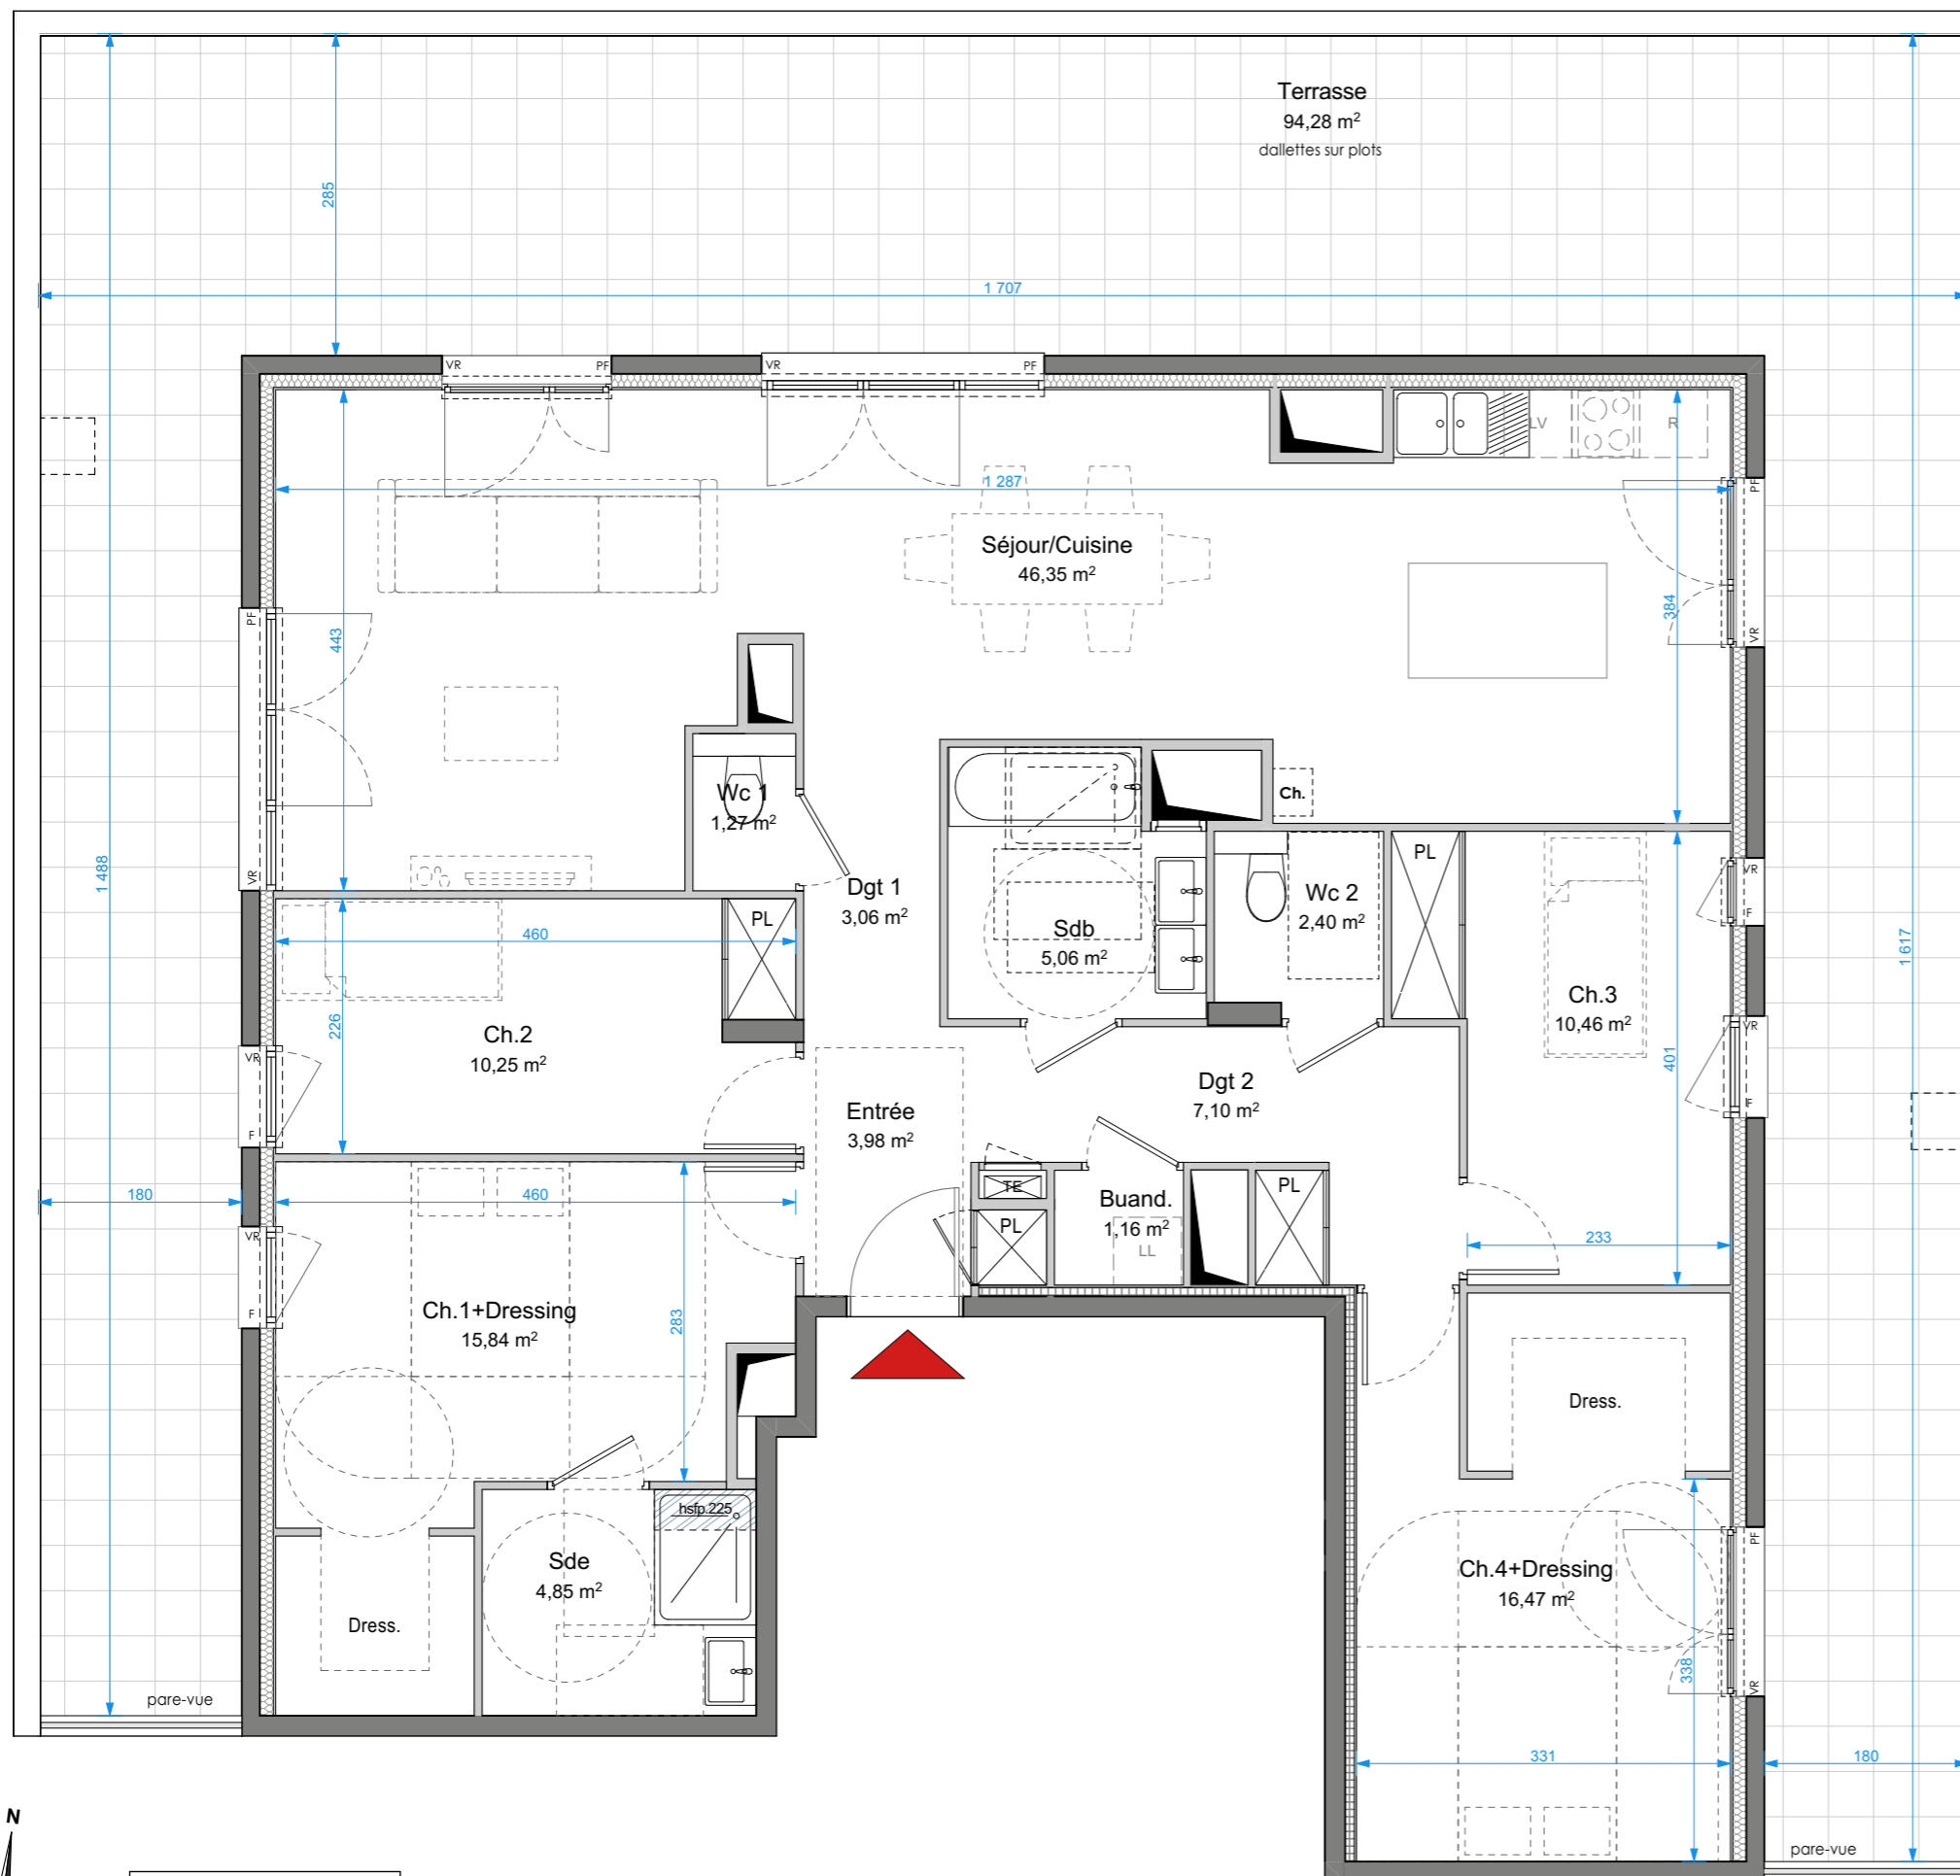 Terrasse
94,28 m²
dallettes sur plots
285
1 707
VR
PF
VR
PF
LV
R
1 287
PF
Séjour/Cuisine
46,35 m²
443
384
PF
VR
Wc 1
1,27 m²
Ch.
1 488
VR
PL
VR
Dgt 1
3,06 m²
Wc 2
2,40 m²
PL
F
460
Sdb
5,06 m²
1 617
226
Ch.2
10,25 m²
Ch.3
10,46 m²
VR
VR
401
Dgt 2
7,10 m²
F
Entrée
3,98 m²
F
180
460
TE
Buand.
1,16 m²
PL
PL
LL
VR
233
F
Ch.1+Dressing
15,84 m²
283
Dress.
hsfp.225
Sde
4,85 m²
PF
Ch.4+Dressing
16,47 m²
Dress.
338
VR
pare-vue
331
180
N
pare-vue